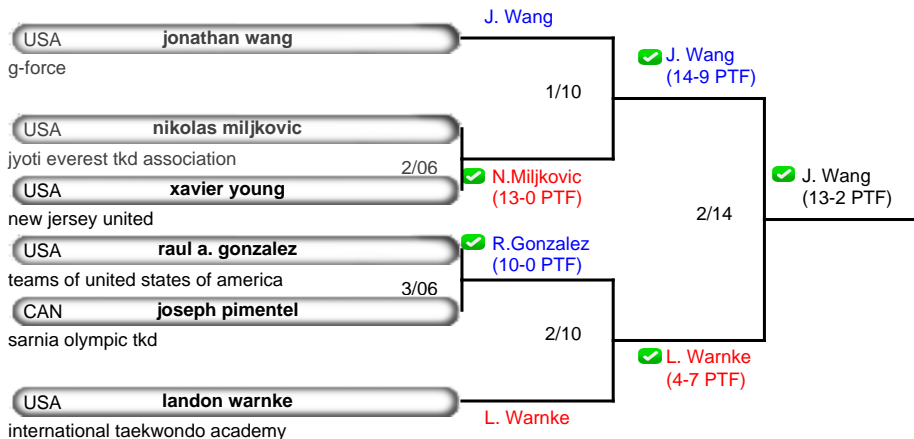 J. Wang
USA jonathan wang
g-force
J. Wang
(14-9 PTF)
1/10
USA nikolas miljkovic
jyoti everest tkd association
2/06
N.Miljkovic
(13-0 PTF)
USA xavier young
new jersey united
J. Wang
(13-2 PTF)
2/14
USA raul a. gonzalez
teams of united states of america
R.Gonzalez
(10-0 PTF)
3/06
CAN joseph pimentel
sarnia olympic tkd
2/10
L. Warnke
(4-7 PTF)
USA landon warnke
international taekwondo academy
L. Warnke